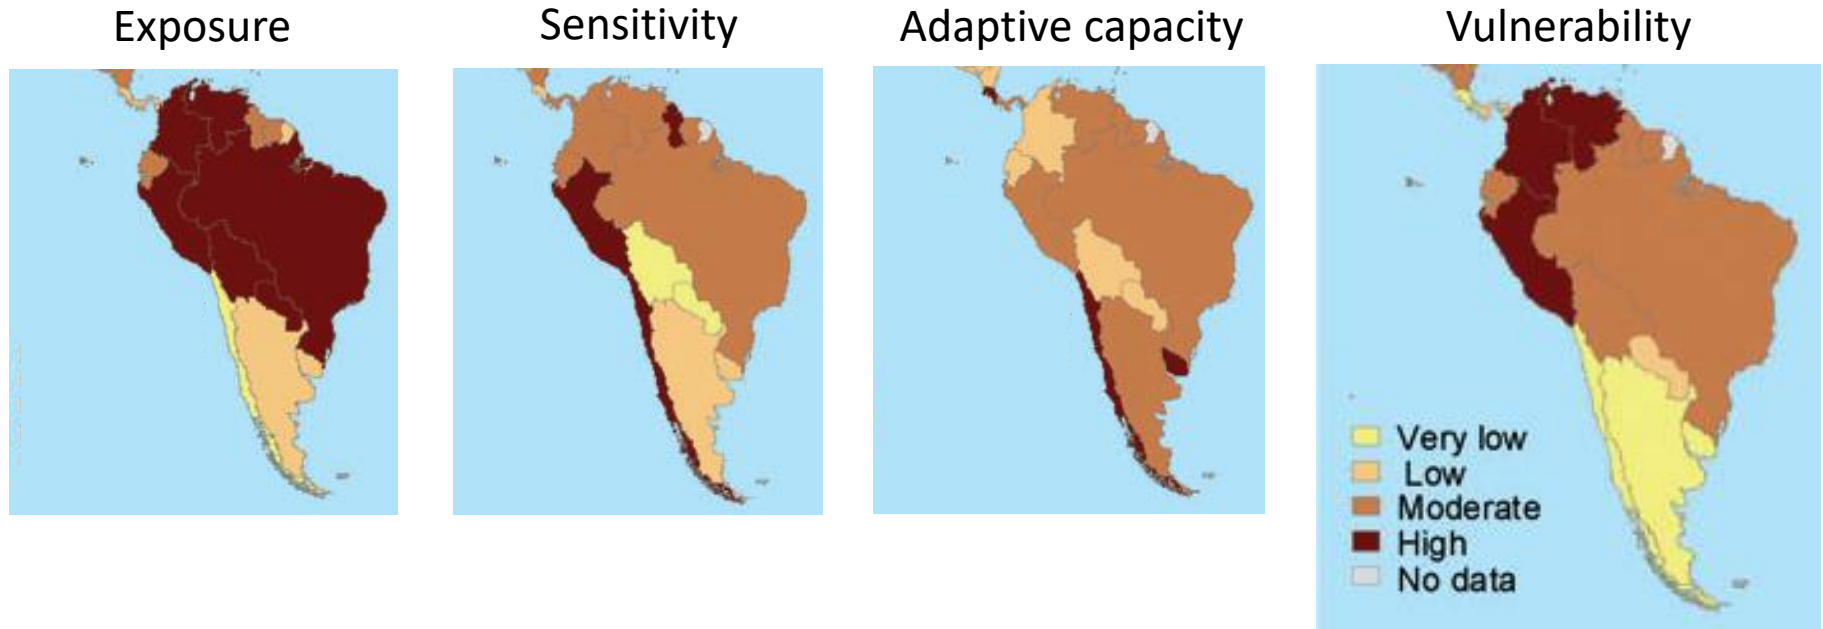 Exposure
Sensitivity
Adaptive capacity
Vulnerability
Very low
Low
Moderate
High
No data